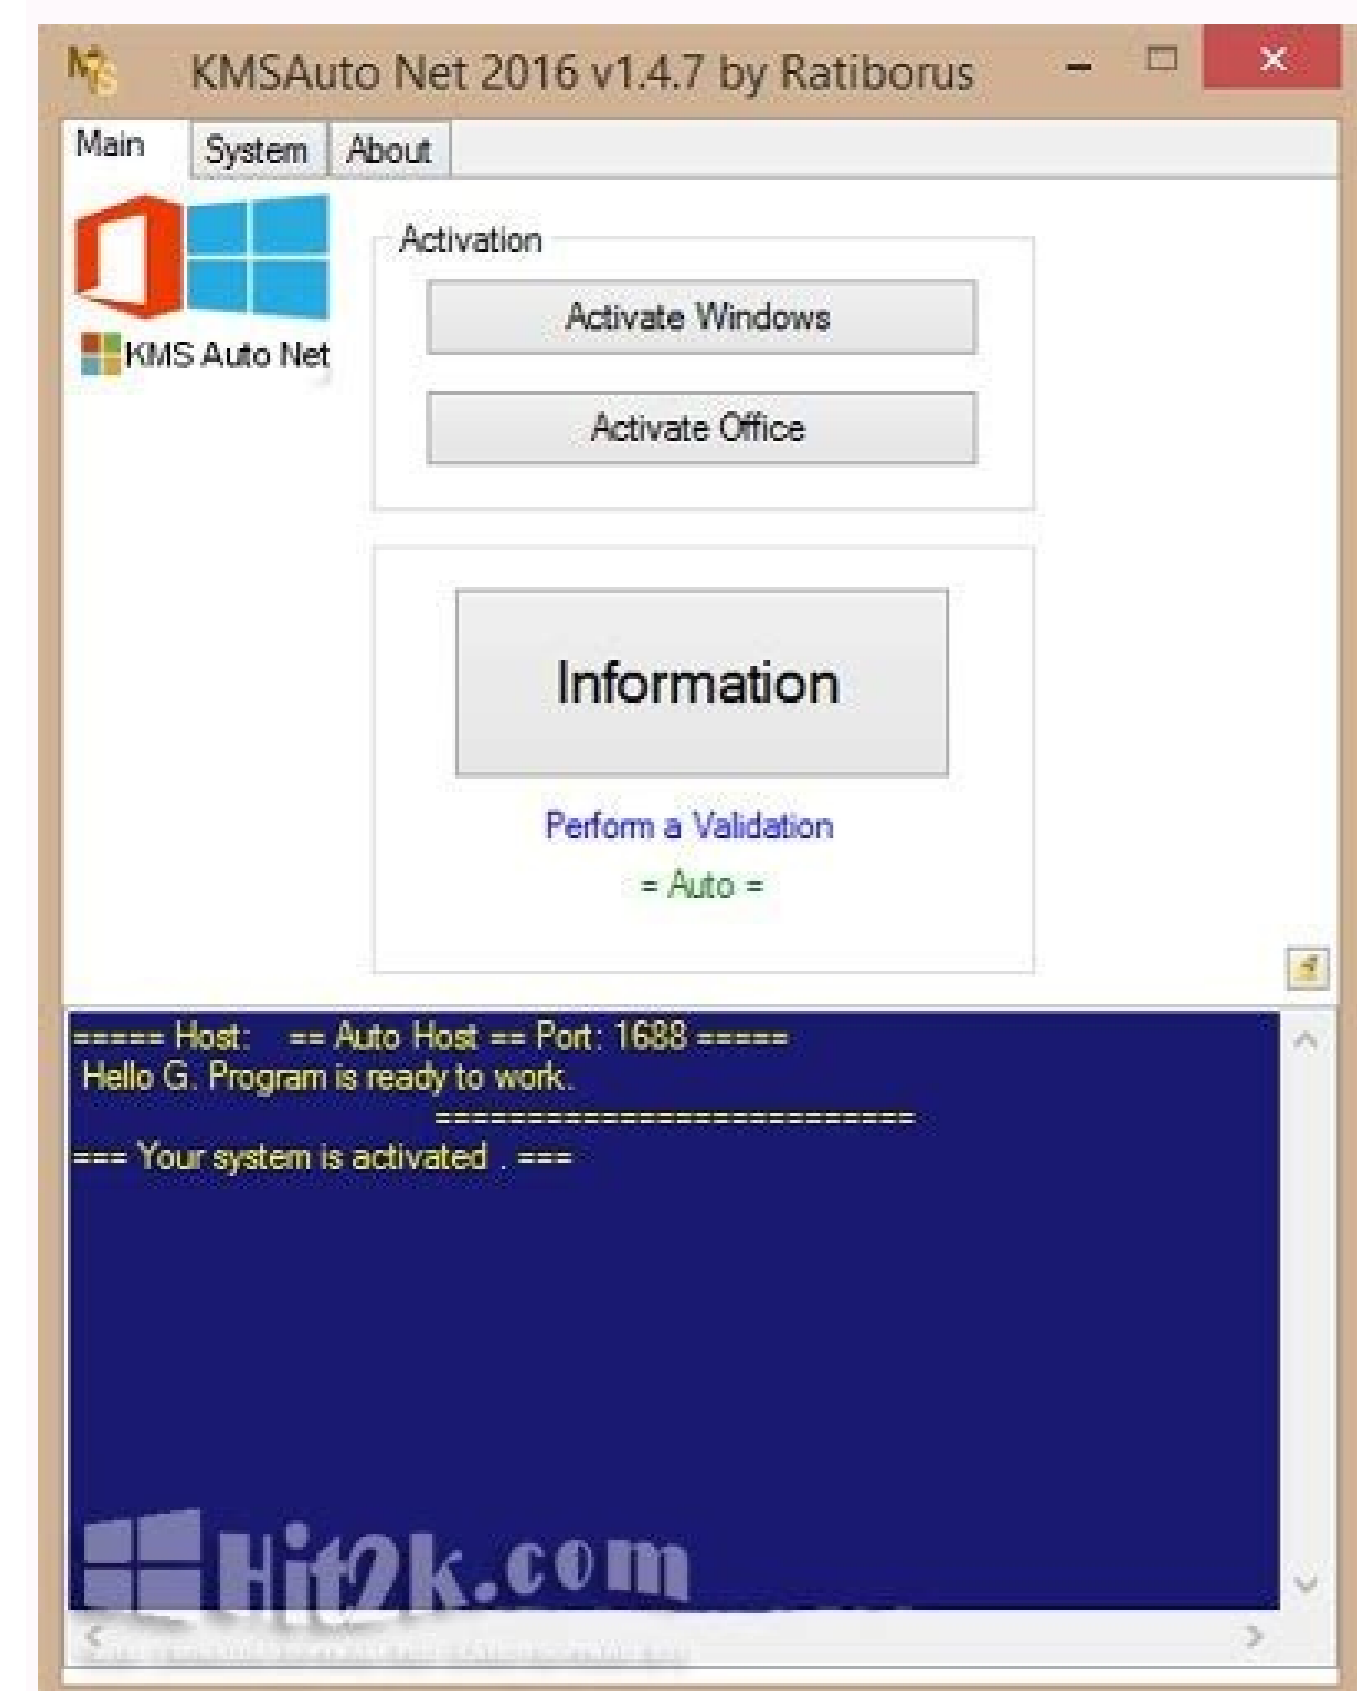 KMSAuto Net 2016 v1.4.7 by Ratiborus
Main System About
KMS Auto Net
Activation
Activate Windows
Activate Office
Information
Perform a Validation
= Auto =
===== Host: == Auto Host == Port: 1688 =====
Hello G. Program is ready to work.
==========================
=== Your system is activated . ===
Hit2k.com